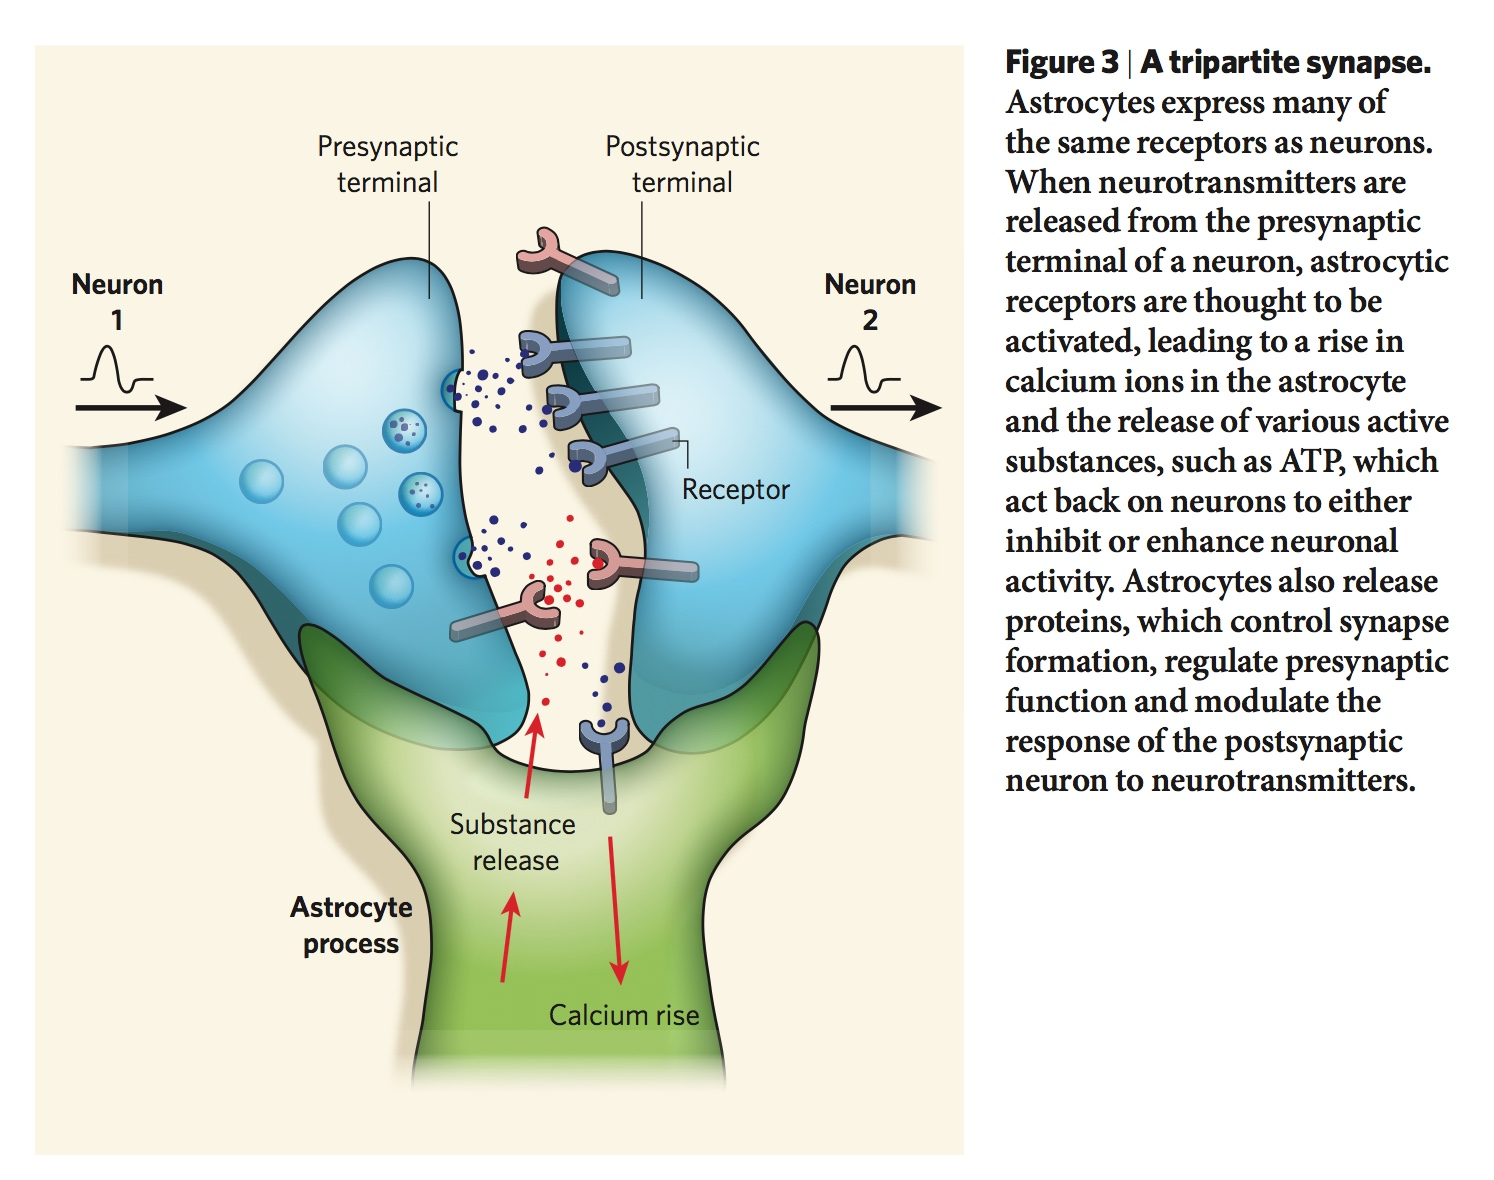 Presynaptic
terminal
Postsynaptic
terminal
Neuron
1
Neuron
2
Receptor
Substance
release
Astrocyte
process
Calcium rise
Figure 3 | A tripartite synapse.
Astrocytes express many of
the same receptors as neurons.
When neurotransmitters are
released from the presynaptic
terminal of a neuron, astrocytic
receptors are thought to be
activated, leading to a rise in
calcium ions in the astrocyte
and the release of various active
substances, such as ATP, which
act back on neurons to either
inhibit or enhance neuronal
activity. Astrocytes also release
proteins, which control synapse
formation, regulate presynaptic
function and modulate the
response of the postsynaptic
neuron to neurotransmitters.